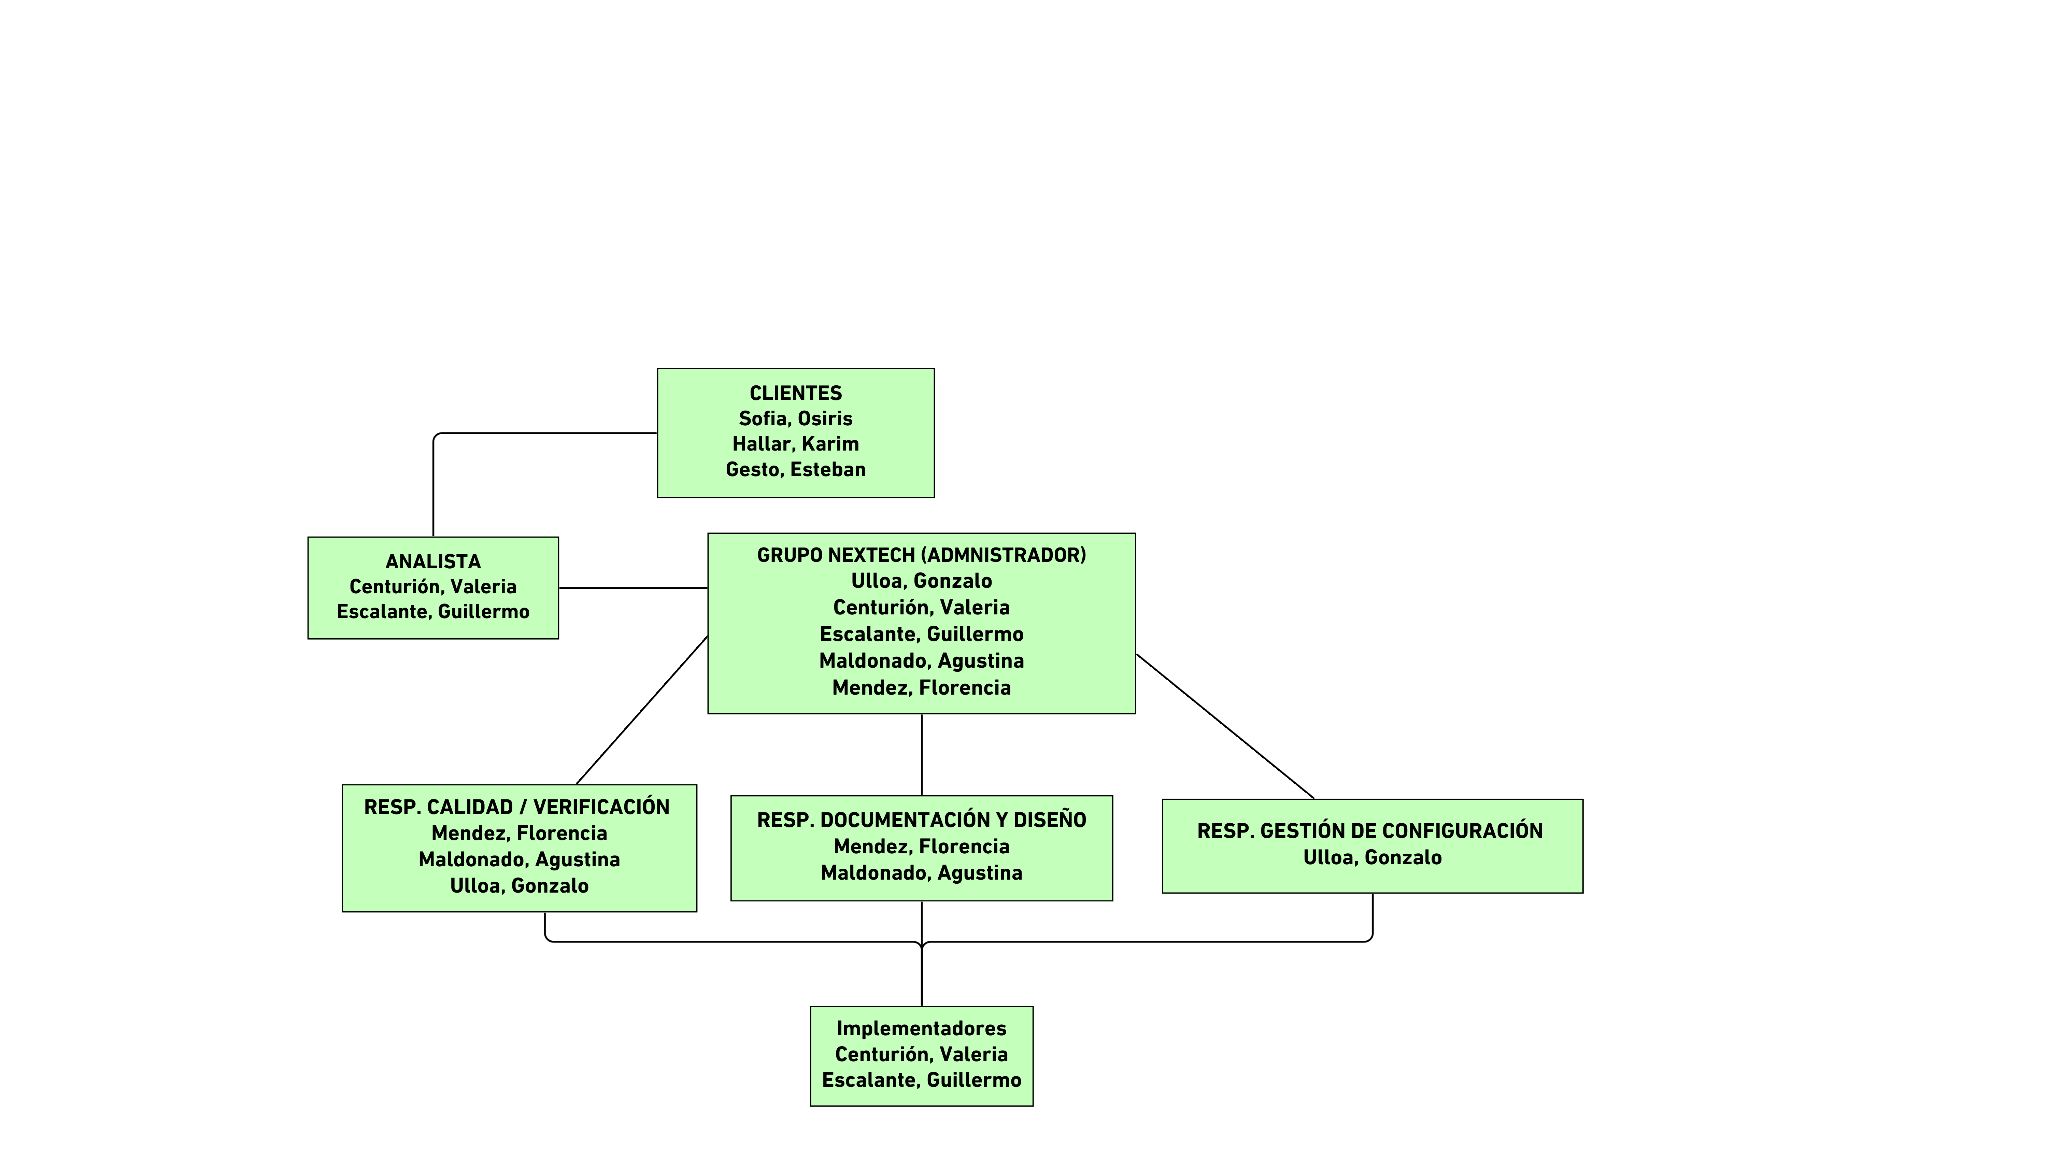 CLIENTES
Sofia, Osiris
Hallar, Karim
Gesto, Esteban
ANALISTA
Centurión, Valeria
Escalante, Guillermo
GRUPO NEXTECH (ADMNISTRADOR)
Ulloa, Gonzalo
Centurión, Valeria
Escalante, Guillermo
Maldonado, Agustina
Mendez, Florencia
RESP. CALIDAD / VERIFICACIÓN
Mendez, Florencia
Maldonado, Agustina
Ulloa, Gonzalo
RESP. DOCUMENTACIÓN Y DISEÑO
Mendez, Florencia
Maldonado, Agustina
RESP. GESTIÓN DE CONFIGURACIÓN
Ulloa, Gonzalo
Implementadores
Centurión, Valeria
Escalante, Guillermo